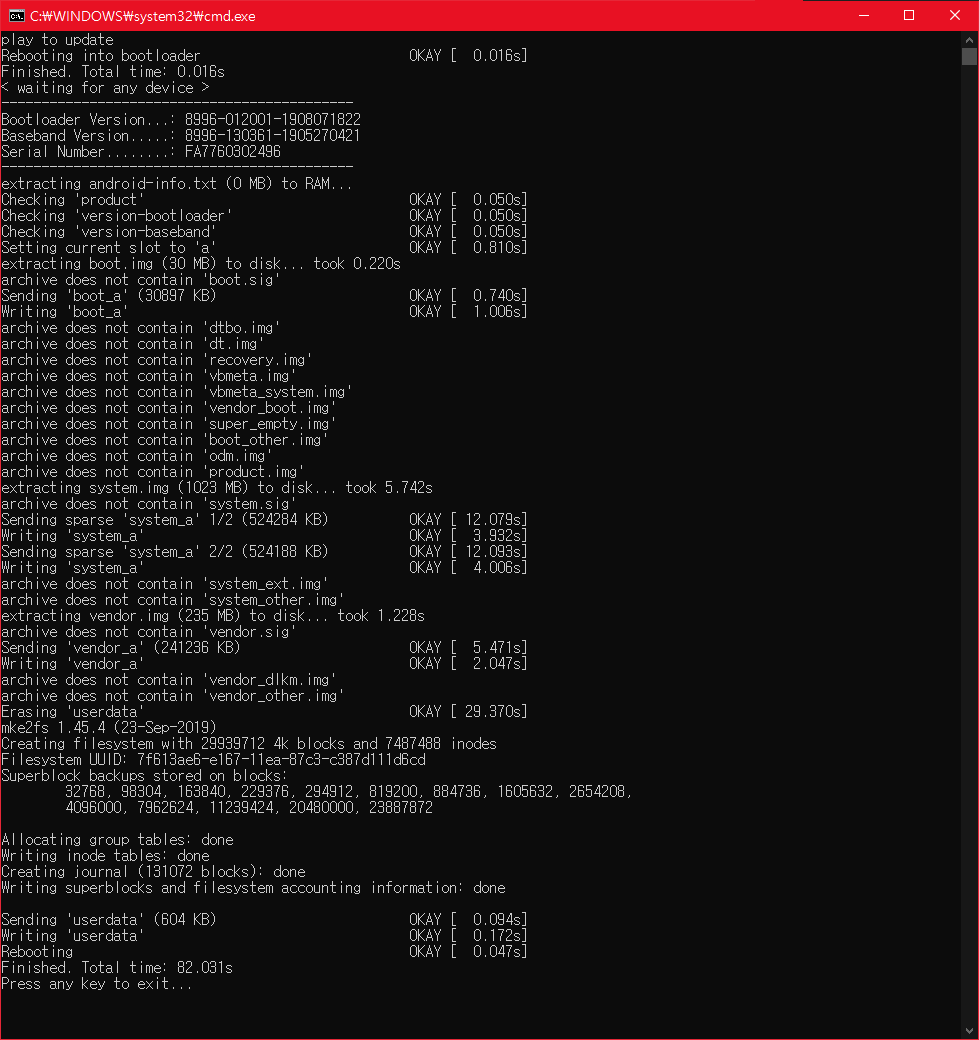 C:₩WINDOWS₩system32₩cmd.exe
play to update
Rebooting into bootloader                          OKAY [  0.016s]
Finished. Total time: 0.016s
< waiting for any device >
--------------------------------------------
Bootloader Version...: 8996-012001-1908071822
Baseband Version.....: 8996-130361-1905270421
Serial Number........: FA7760302496
--------------------------------------------
extracting android-info.txt (0 MB) to RAM...
Checking 'product'                                 OKAY [  0.050s]
Checking 'version-bootloader'                      OKAY [  0.050s]
Checking 'version-baseband'                        OKAY [  0.050s]
Setting current slot to 'a'                        OKAY [  0.810s]
extracting boot.img (30 MB) to disk... took 0.220s
archive does not contain 'boot.sig'
Sending 'boot_a' (30897 KB)                        OKAY [  0.740s]
Writing 'boot_a'                                   OKAY [  1.006s]
archive does not contain 'dtbo.img'
archive does not contain 'dt.img'
archive does not contain 'recovery.img'
archive does not contain 'vbmeta.img'
archive does not contain 'vbmeta_system.img'
archive does not contain 'vendor_boot.img'
archive does not contain 'super_empty.img'
archive does not contain 'boot_other.img'
archive does not contain 'odm.img'
archive does not contain 'product.img'
extracting system.img (1023 MB) to disk... took 5.742s
archive does not contain 'system.sig'
Sending sparse 'system_a' 1/2 (524284 KB)          OKAY [ 12.079s]
Writing 'system_a'                                 OKAY [  3.932s]
Sending sparse 'system_a' 2/2 (524188 KB)          OKAY [ 12.093s]
Writing 'system_a'                                 OKAY [  4.006s]
archive does not contain 'system_ext.img'
archive does not contain 'system_other.img'
extracting vendor.img (235 MB) to disk... took 1.228s
archive does not contain 'vendor.sig'
Sending 'vendor_a' (241236 KB)                     OKAY [  5.471s]
Writing 'vendor_a'                                 OKAY [  2.047s]
archive does not contain 'vendor_dlkm.img'
archive does not contain 'vendor_other.img'
Erasing 'userdata'                                 OKAY [ 29.370s]
mke2fs 1.45.4 (23-Sep-2019)
Creating filesystem with 29939712 4k blocks and 7487488 inodes
Filesystem UUID: 7f613ae6-e167-11ea-87c3-c387d111d6cd
Superblock backups stored on blocks:
        32768, 98304, 163840, 229376, 294912, 819200, 884736, 1605632, 2654208,
        4096000, 7962624, 11239424, 20480000, 23887872

Allocating group tables: done
Writing inode tables: done
Creating journal (131072 blocks): done
Writing superblocks and filesystem accounting information: done

Sending 'userdata' (604 KB)                        OKAY [  0.094s]
Writing 'userdata'                                 OKAY [  0.172s]
Rebooting                                          OKAY [  0.047s]
Finished. Total time: 82.031s
Press any key to exit...